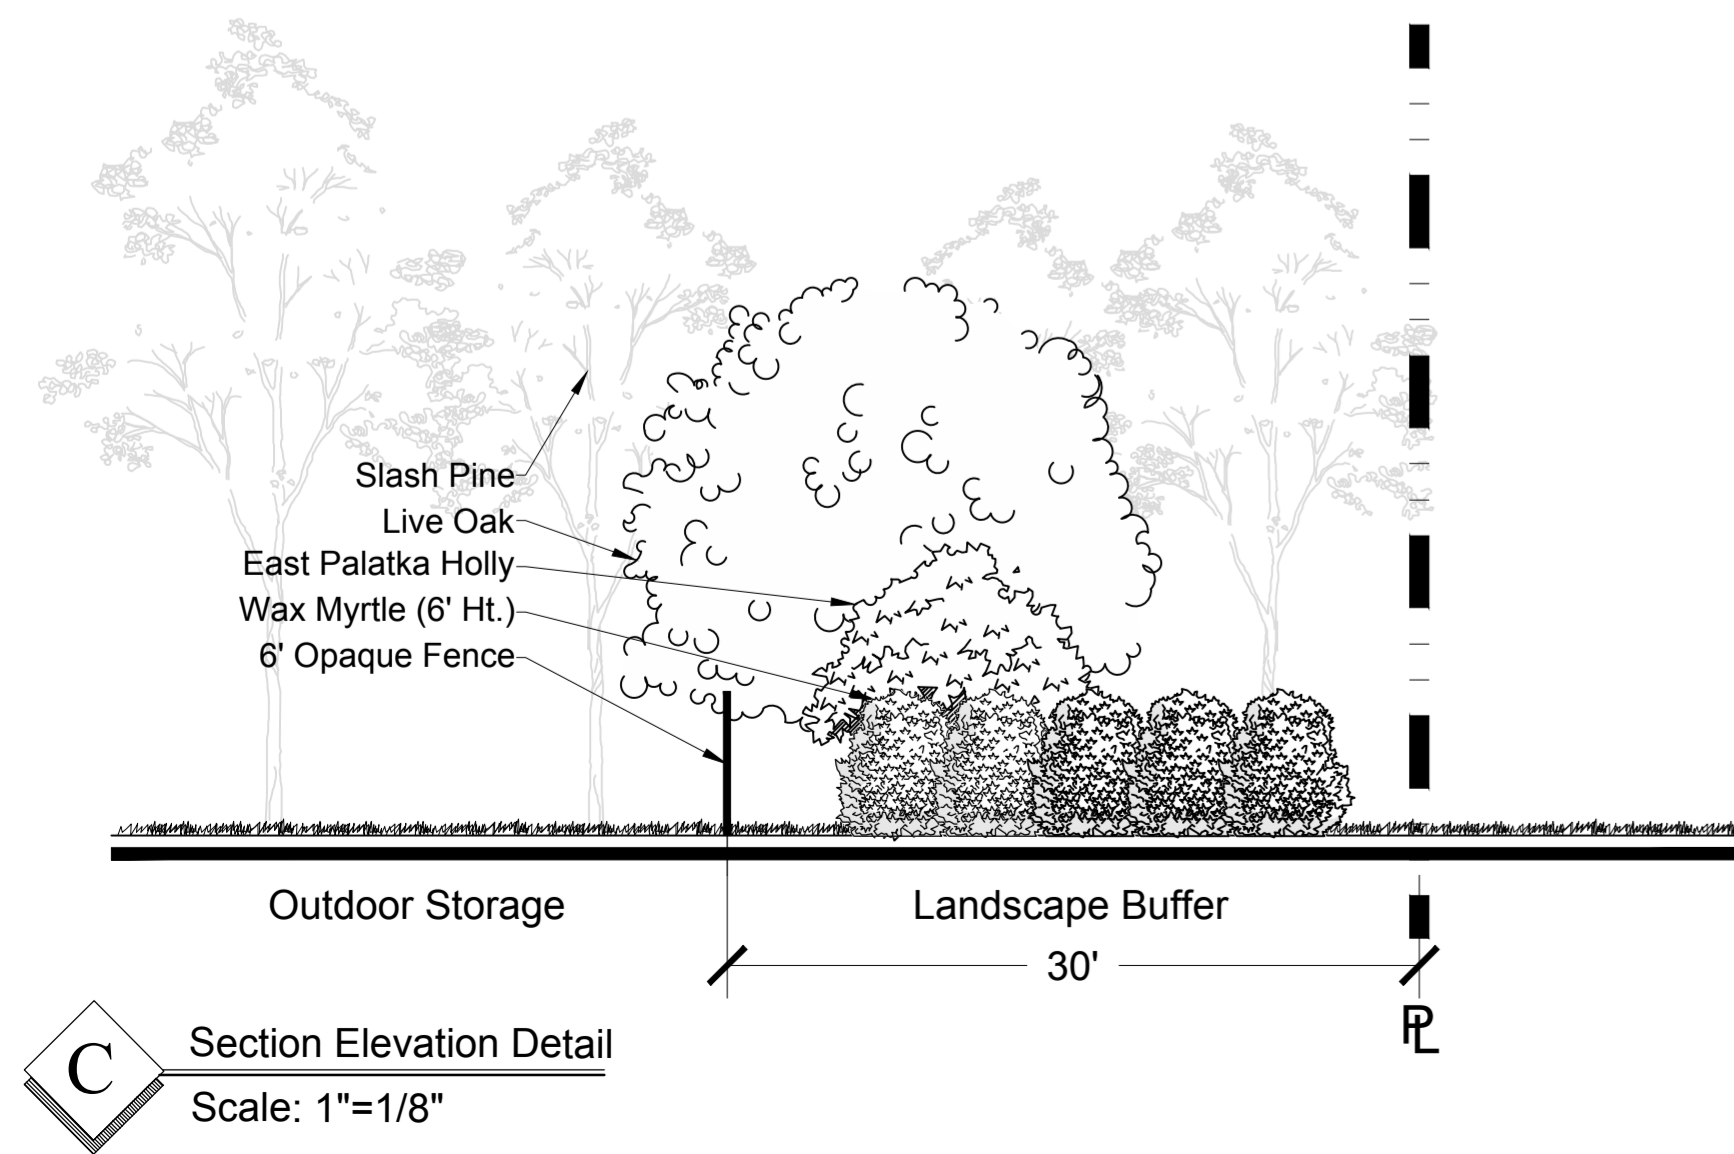 Slash Pine
Live Oak
East Palatka Holly
Wax Myrtle (6' Ht.)
6' Opaque Fence
Outdoor Storage
Landscape Buffer
30'
PL
C
Section Elevation Detail
Scale: 1"=1/8"